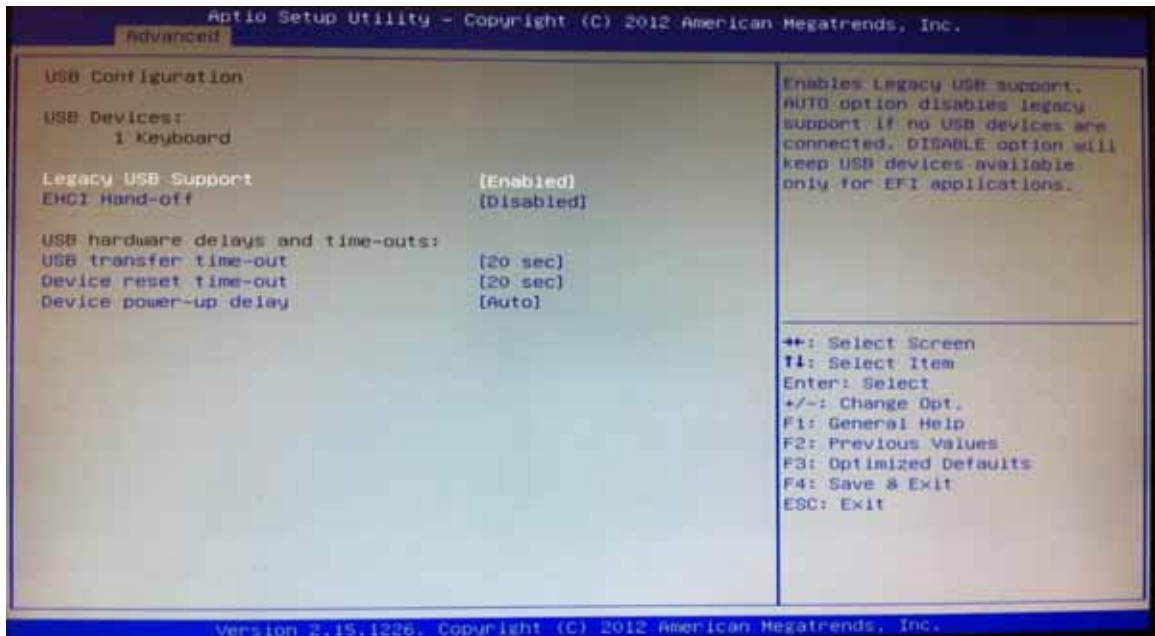 Aptio Setup Utility - Copyright (C) 2012 American Megatrends, Inc.
Advanced
USB Configuration
USB Devices:
1 Keyboard
Legacy USB Support [Enabled]
EHCI Hand-off [Disabled]
USB hardware delays and time-outs:
USB transfer time-out [20 sec]
Device reset time-out [20 sec]
Device power-up delay [Auto]
Enables Legacy USB support.
AUTO option disables legacy
support if no USB devices are
connected. DISABLE option will
keep USB devices available
only for EFI applications.
→←: Select Screen
↑↓: Select Item
Enter: Select
+/-: Change Opt.
F1: General Help
F2: Previous Values
F3: Optimized Defaults
F4: Save & Exit
ESC: Exit
Version 2.15.1226. Copyright (C) 2012 American Megatrends, Inc.